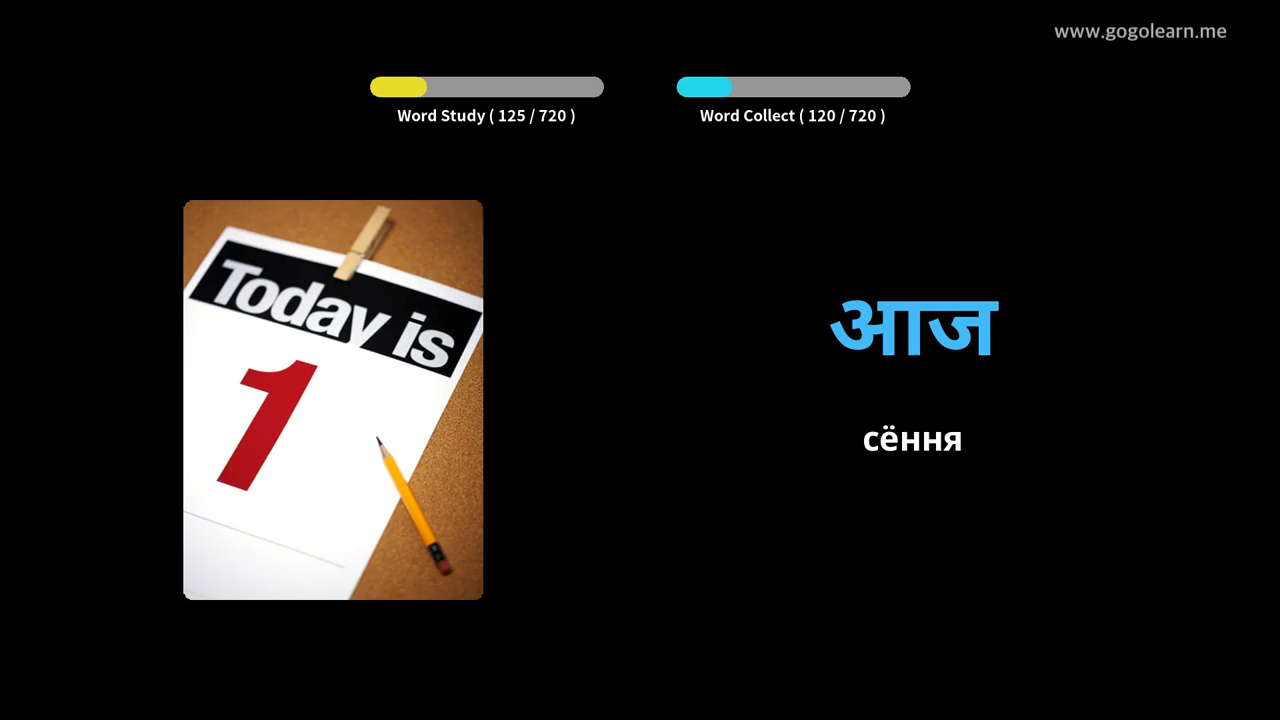 www.gogolearn.me
Word Study ( 125 / 720 )
Word Collect ( 120 / 720 )
Today is
1
आज
сёння